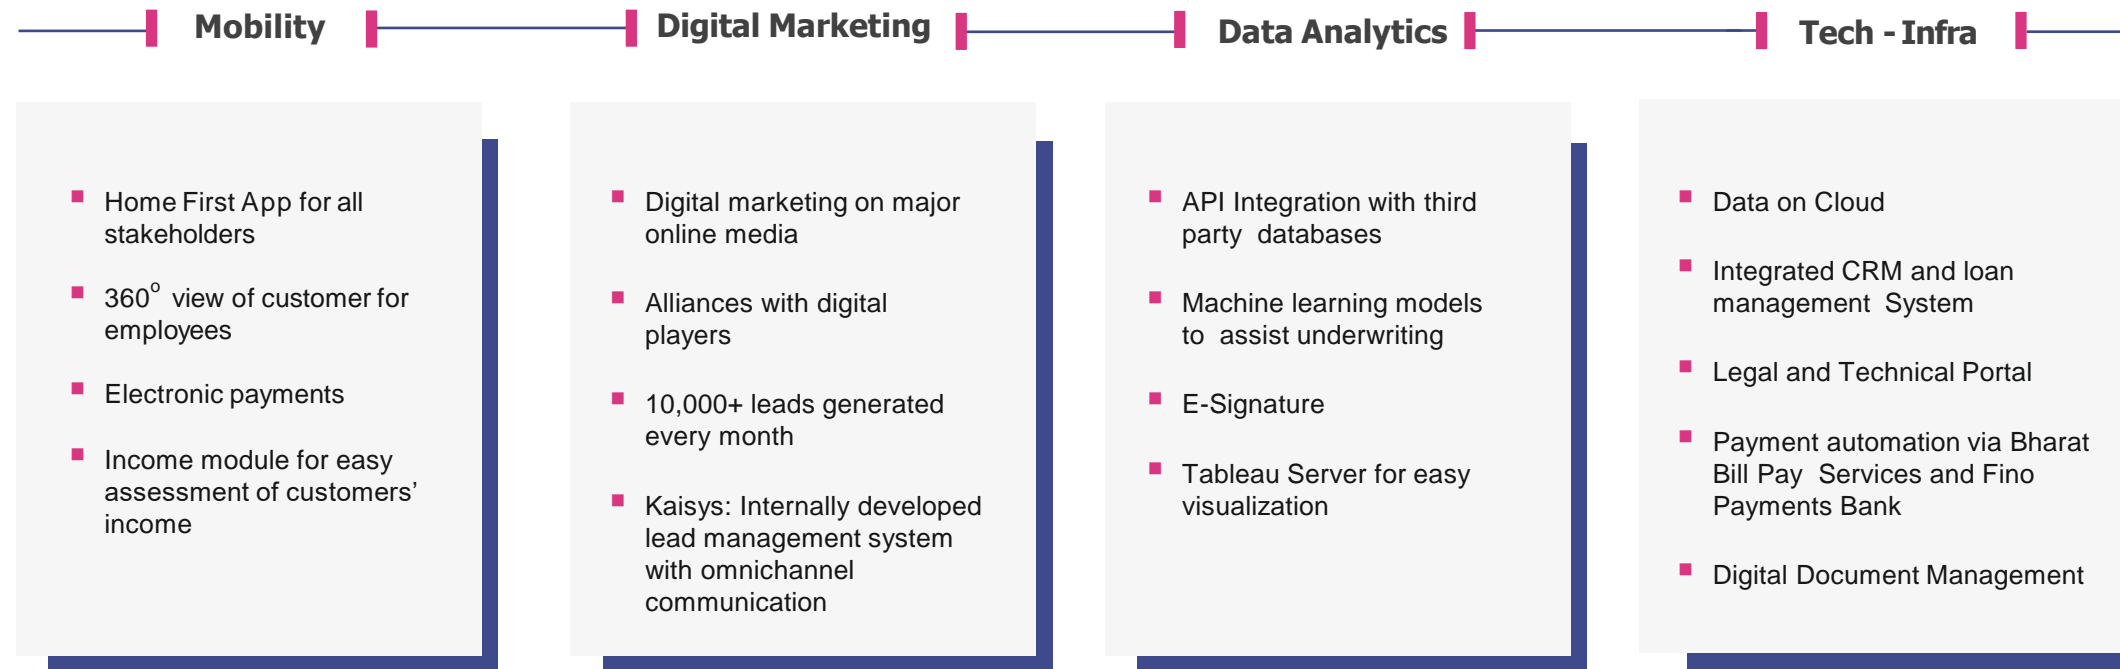 Mobility
Digital Marketing
Data Analytics
Tech - Infra
Home First App for all
stakeholders
360° view of customer for
employees
Electronic payments
Income module for easy
assessment of customers’
income
Digital marketing on major
online media
Alliances with digital
players
10,000+ leads generated
every month
Kaisys: Internally developed
lead management system
with omnichannel
communication
API Integration with third
party databases
Machine learning models
to assist underwriting
E-Signature
Tableau Server for easy
visualization
Data on Cloud
Integrated CRM and loan
management System
Legal and Technical Portal
Payment automation via Bharat
Bill Pay Services and Fino
Payments Bank
Digital Document Management